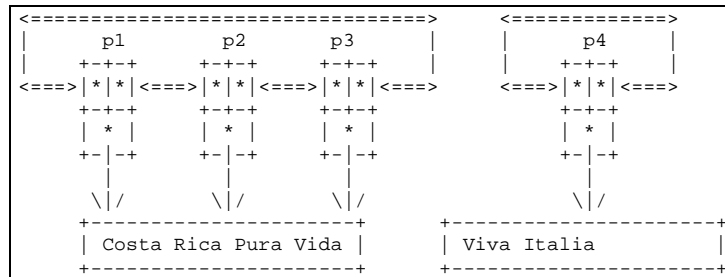 <===================================>      <=============>
|       p1         p2        p3        |      |      p4      |
|     +-+-+     +-+-+     +-+-+      |      |    +-+-+     |
<===>|*|*|<===>|*|*|<===>|*|*|<===>      <===>|*|*|<===>
+-+-+     +-+-+     +-+-+                  +-+-+
| * |     | * |     | * |                  | * |
+-|-+     +-|-+     +-|-+                  +-|-+
|         |         |                      |
\|/       \|/       \|/                    \|/
+----------------------+      +----------------------+
| Costa Rica Pura Vida |      | Viva Italia          |
+----------------------+      +----------------------+